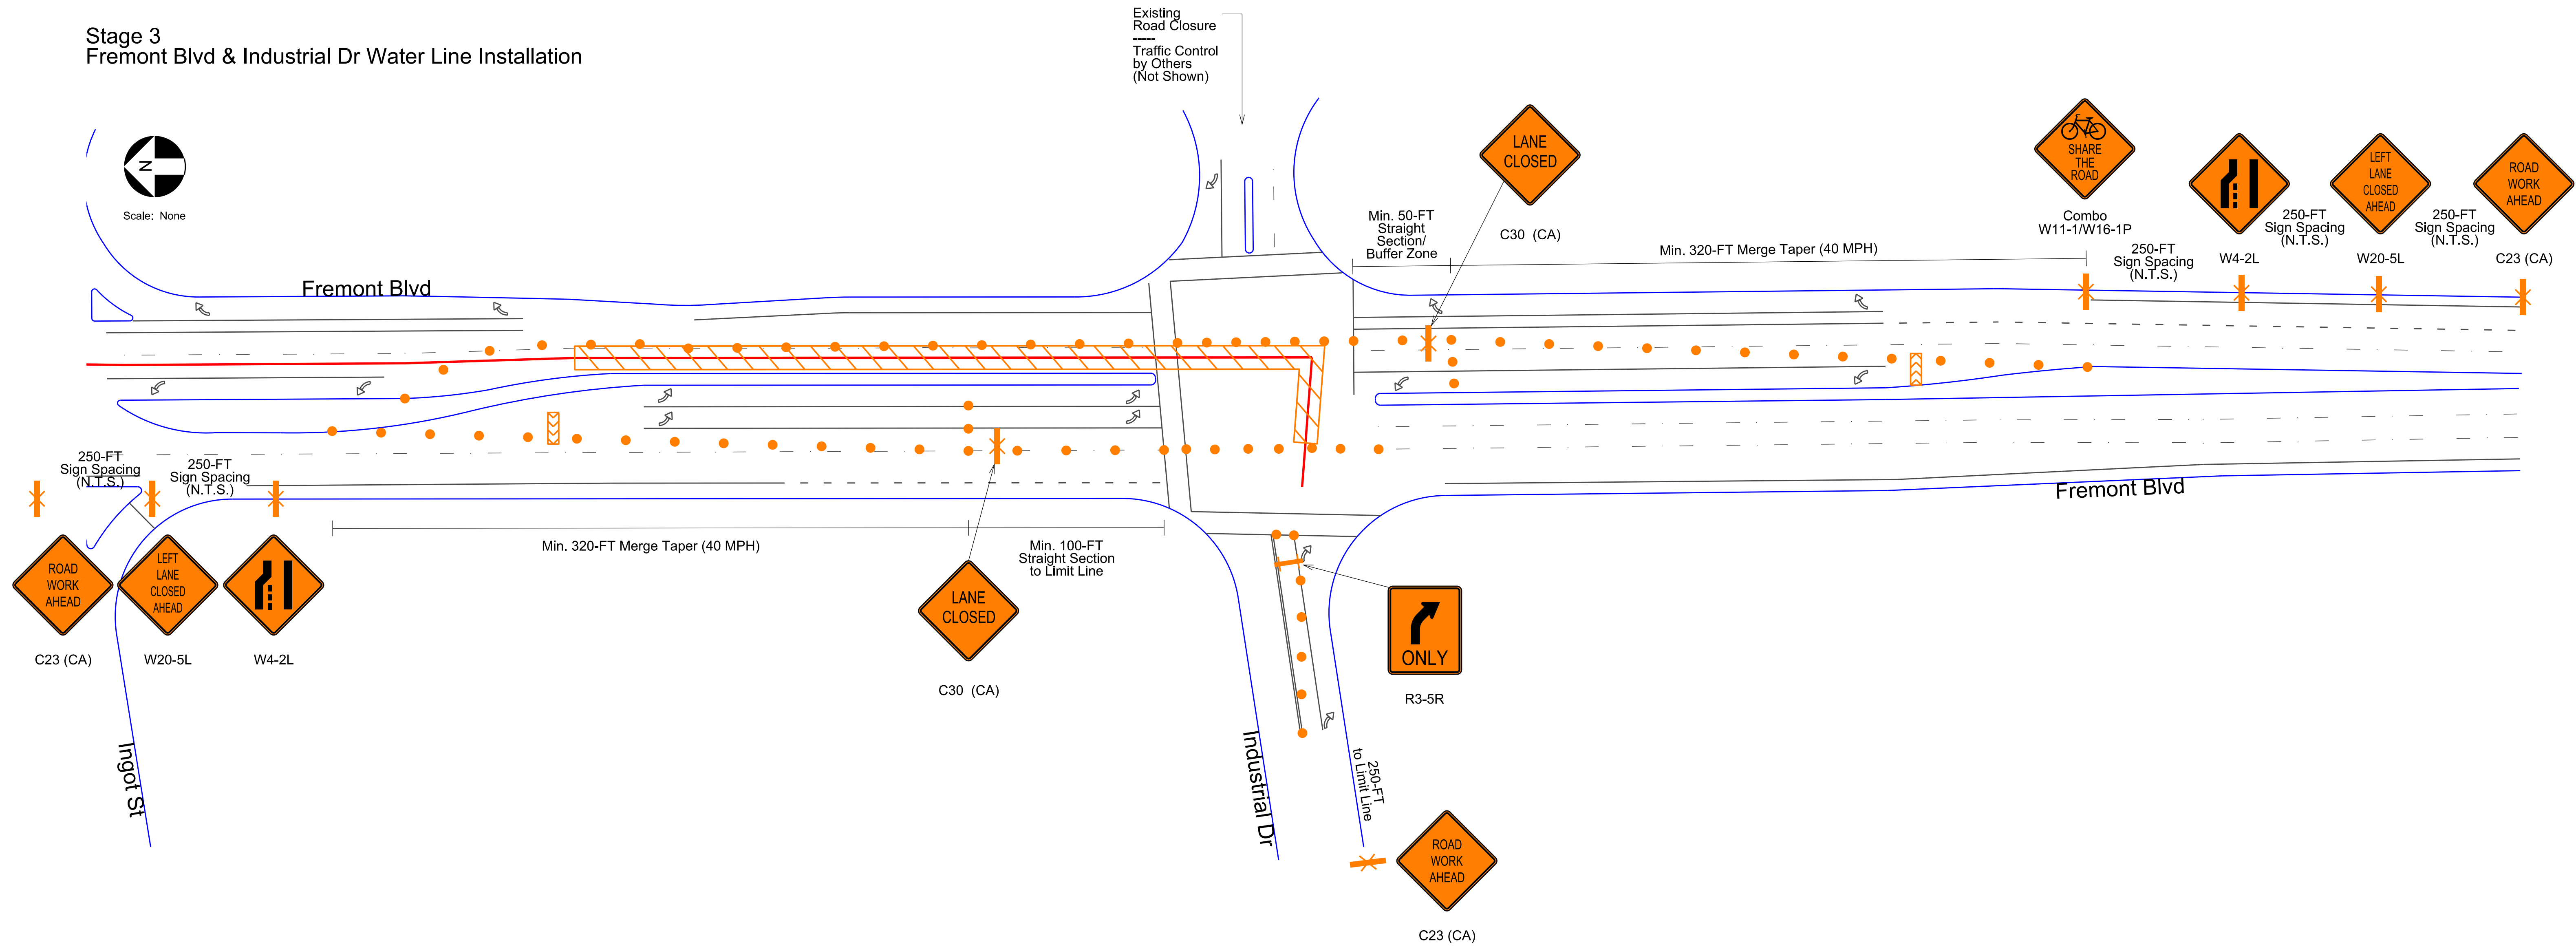 Stage 3
Fremont Blvd & Industrial Dr Water Line Installation
Existing
Road Closure
-----
Traffic Control
by Others
(Not Shown)
N
Scale: None
LANE
CLOSED
C30 (CA)
Min. 50-FT
Straight
Section/
Buffer Zone
Min. 320-FT Merge Taper (40 MPH)
SHARE
THE
ROAD
Combo
W11-1/W16-1P
250-FT
Sign Spacing
(N.T.S.)
W4-2L
250-FT
Sign Spacing
(N.T.S.)
LEFT
LANE
CLOSED
AHEAD
W20-5L
250-FT
Sign Spacing
(N.T.S.)
ROAD
WORK
AHEAD
C23 (CA)
Fremont Blvd
250-FT
Sign Spacing
(N.T.S.)
250-FT
Sign Spacing
(N.T.S.)
Fremont Blvd
ROAD
WORK
AHEAD
C23 (CA)
LEFT
LANE
CLOSED
AHEAD
W20-5L
W4-2L
Min. 320-FT Merge Taper (40 MPH)
Min. 100-FT
Straight Section
to Limit Line
LANE
CLOSED
C30 (CA)
ONLY
R3-5R
Ingot St
Industrial Dr
250-FT
to Limit Line
ROAD
WORK
AHEAD
C23 (CA)